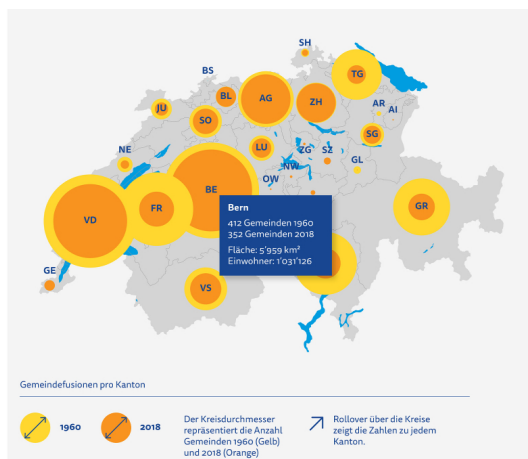 SH
BS
TG
BL
JU
AG
ZH
AR
AI
SO
SG
LU
ZG
SZ
NE
NW
GL
OW
BE
FR
VD
GR
GE
VS
Bern
412 Gemeinden 1960
352 Gemeinden 2018
Fläche: 5'959 km²
Einwohner: 1'031'126
Gemeindefusionen pro Kanton
1960
2018
Der Kreisdurchmesser
repräsentiert die Anzahl
Gemeinden 1960 (Gelb)
und 2018 (Orange)
Rollover über die Kreise
zeigt die Zahlen zu jedem
Kanton.